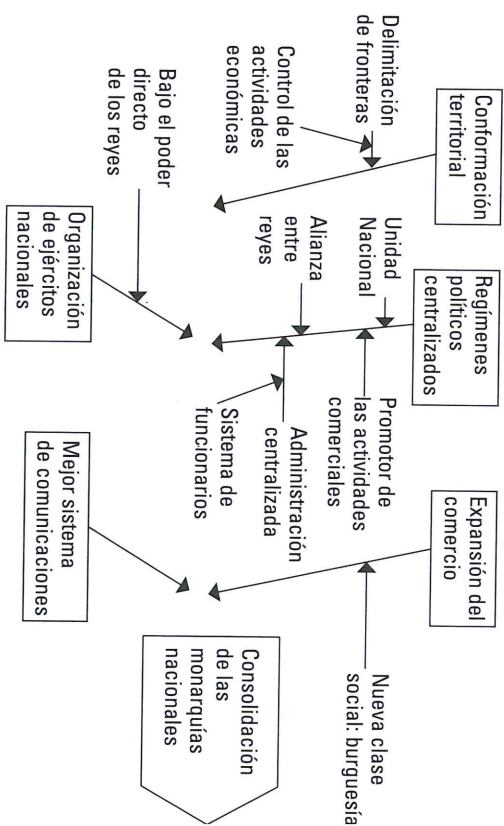 Conformación
territorial
Delimitación
de fronteras
Control de las
actividades
económicas
Regímenes
políticos
centralizados
Unidad
Nacional
Alianza
entre
reyes
Promotor de
las actividades
comerciales
Administración
centralizada
Sistema de
funcionarios
Expansión del
comercio
Nueva clase
social: burguesía
Bajo el poder
directo
de los reyes
Organización
de ejércitos
nacionales
Mejor sistema
de comunicaciones
Consolidación
de las
monarquías
nacionales